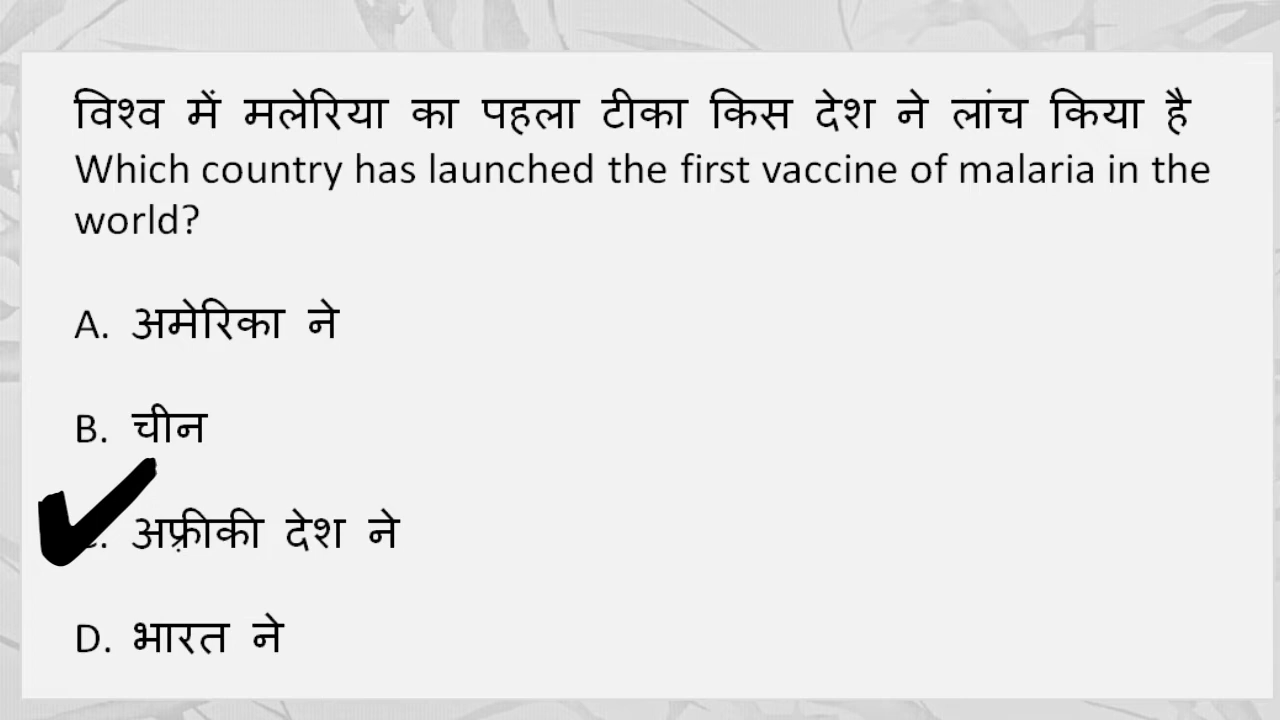 विश्व में मलेरिया का पहला टीका किस देश ने लांच किया है
Which country has launched the first vaccine of malaria in the
world?
A. अमेरिका ने
B. चीन
C. अफ़्रीकी देश ने
D. भारत ने